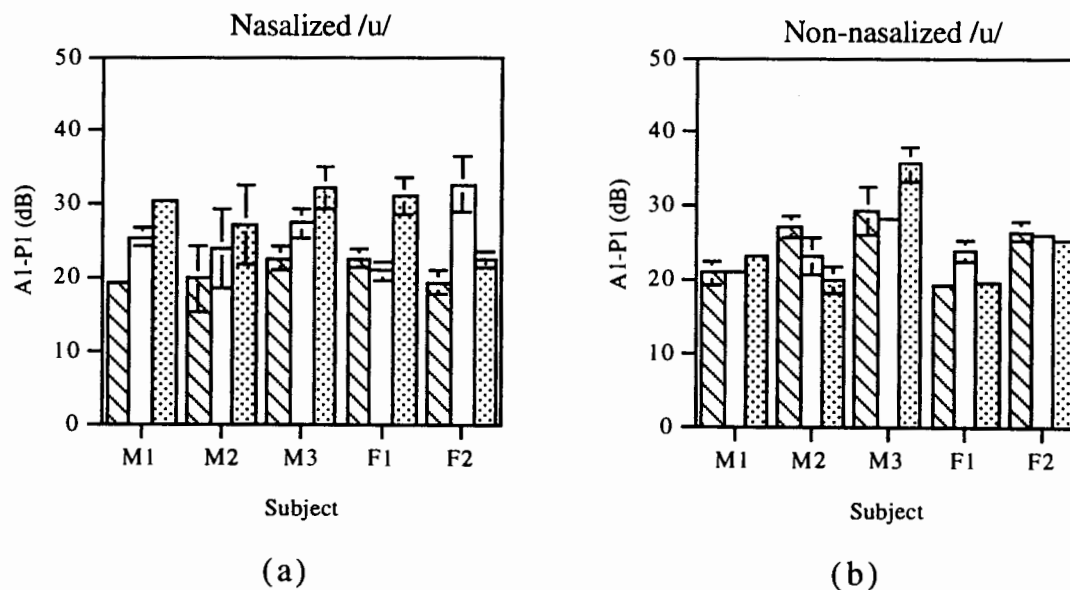 Nasalized /u/
50
40
30
20
10
0
A1-P1 (dB)
M1 M2 M3 F1 F2
Subject
(a)
Non-nasalized /u/
50
40
30
20
10
0
A1-P1 (dB)
M1 M2 M3 F1 F2
Subject
(b)